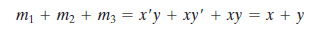 m₁ + m₂ + m₃ = x'y + xy' + xy = x + y